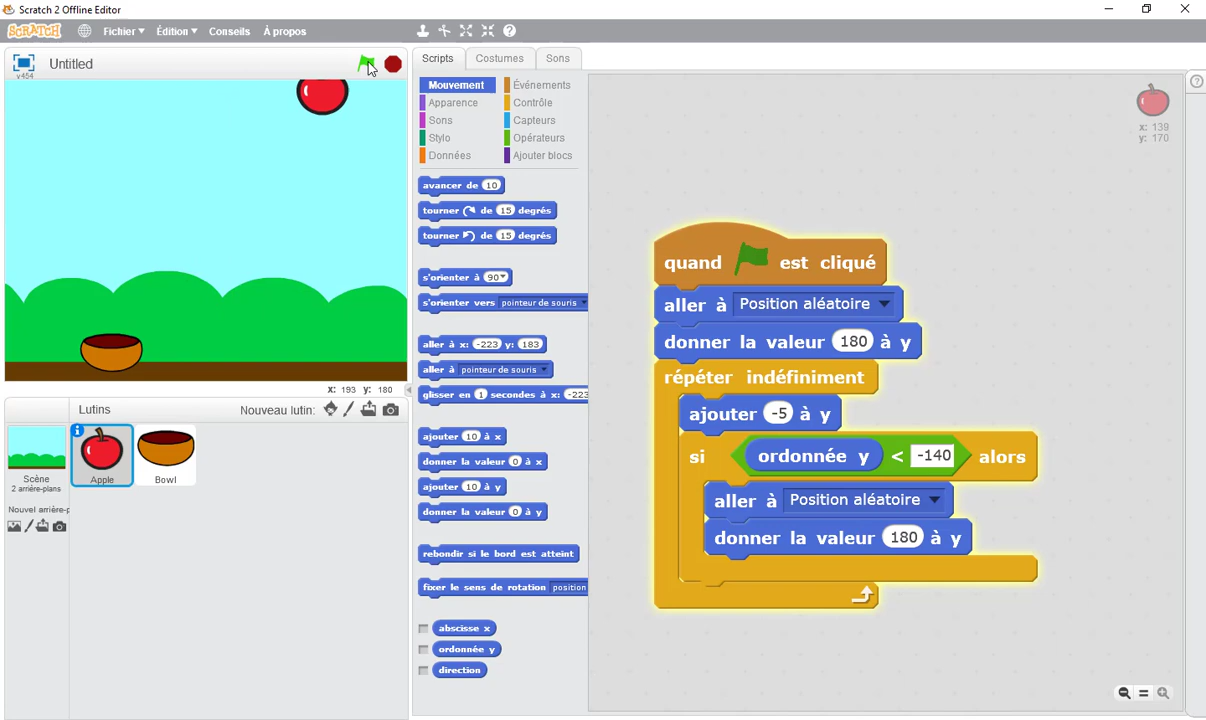 Scratch 2 Offline Editor
SCRATCH Fichier Édition Conseils À propos
v454 Untitled
Scripts Costumes Sons
Mouvement Événements
Apparence Contrôle
Sons Capteurs
Stylo Opérateurs
Données Ajouter blocs
avancer de 10
tourner de 15 degrés
tourner de 15 degrés
s'orienter à 90
s'orienter vers pointeur de souris
aller à x: -223 y: 183
aller à pointeur de souris
glisser en 1 secondes à x: -223
ajouter 10 à x
donner la valeur 0 à x
ajouter 10 à y
donner la valeur 0 à y
rebondir si le bord est atteint
fixer le sens de rotation position
abscisse x
ordonnée y
direction
x: 139
y: 170
quand est cliqué
aller à Position aléatoire
donner la valeur 180 à y
répéter indéfiniment
ajouter -5 à y
si ordonnée y < -140 alors
aller à Position aléatoire
donner la valeur 180 à y
x: 193 y: 180
Lutins Nouveau lutin:
Scène
2 arrière-plans
Apple
Bowl
Nouvel arrière-p